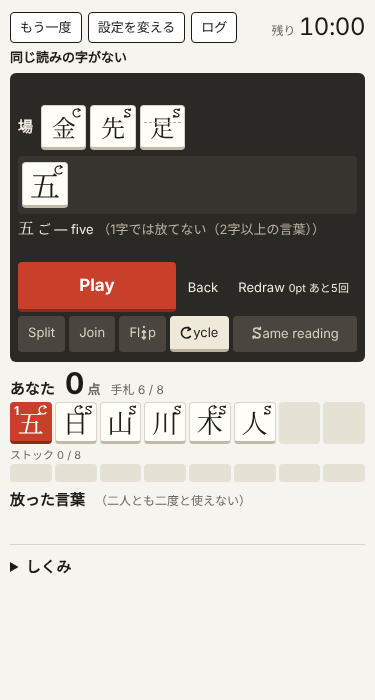 もう一度 設定を変える ログ 残り 10:00
同じ読みの字がない
場 金 先 足
五
五 ご — five （1字では放てない（2字以上の言葉））
Play Back Redraw 0pt あと5回
Split Join Flip Cycle Same reading
あなた 0 点 手札 6 / 8
1 五 日 山 川 木 人
ストック 0 / 8
放った言葉 （二人とも二度と使えない）
▶ しくみ